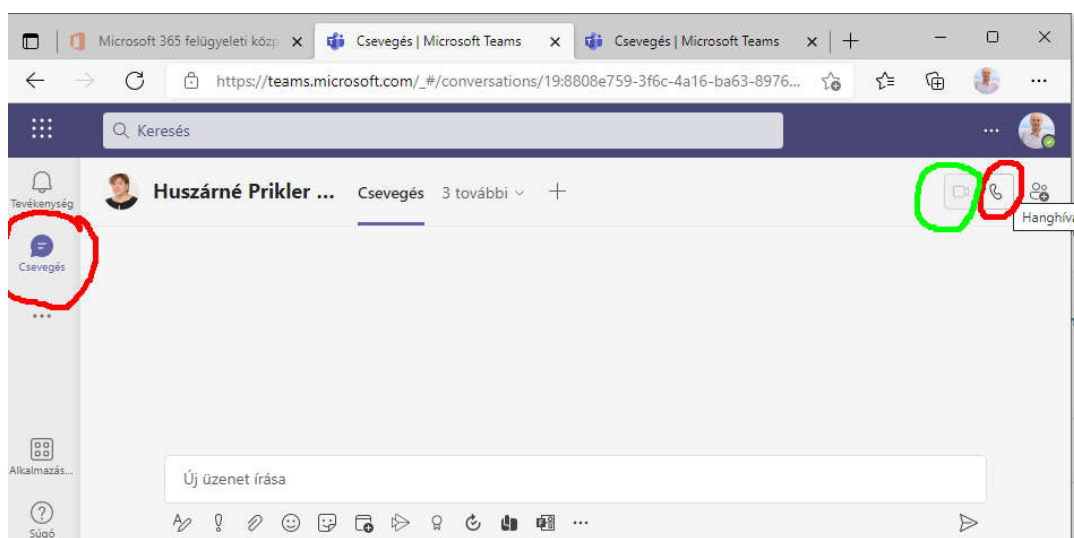 Microsoft 365 felügyeleti közp
Csevegés | Microsoft Teams
Csevegés | Microsoft Teams
https://teams.microsoft.com/_#/conversations/19:8808e759-3f6c-4a16-ba63-8976...
Keresés
Tevékenység
Huszárné Prikler ...
Csevegés
3 további
Hanghívá
Csevegés
Alkalmazás...
Új üzenet írása
Súgó